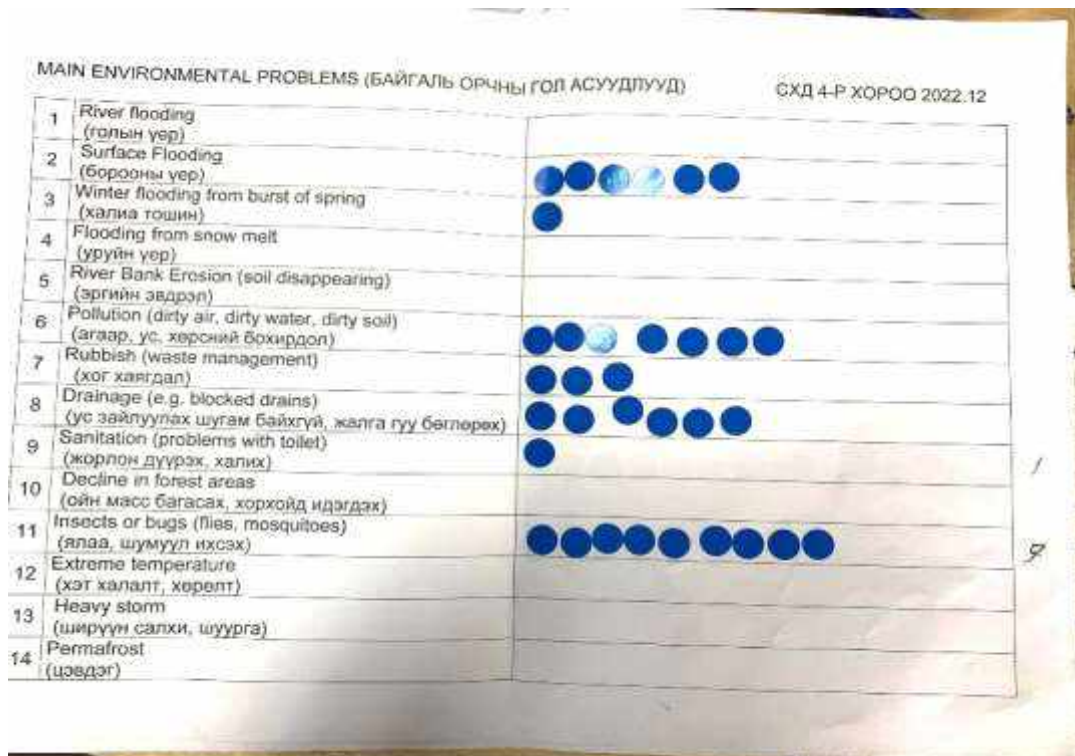 MAIN ENVIRONMENTAL PROBLEMS (БАЙГАЛЬ ОРЧНЫ ГОЛ АСУУДЛУУД) СХД 4-Р ХОРОО 2022.12
1 River flooding
(голын үер)
2 Surface Flooding
(борооны үер)
3 Winter flooding from burst of spring
(халиа тошин)
4 Flooding from snow melt
(уруйн үер)
5 River Bank Erosion (soil disappearing)
(эргийн эвдрэл)
6 Pollution (dirty air, dirty water, dirty soil)
(агаар, ус, хөрсний бохирдол)
7 Rubbish (waste management)
(хог хаягдал)
8 Drainage (e.g. blocked drains)
(ус зайлуулах шугам байхгүй, жалга гуу бөглөрөх)
9 Sanitation (problems with toilet)
(жорлон дүүрэх, халих) 1
10 Decline in forest areas
(ойн масс багасах, хорхойд идэгдэх)
11 Insects or bugs (flies, mosquitoes)
(ялаа, шумуул ихсэх)
12 Extreme temperature
(хэт халалт, хөрөлт)
13 Heavy storm
(ширүүн салхи, шуурга)
14 Permafrost
(цэвдэг)